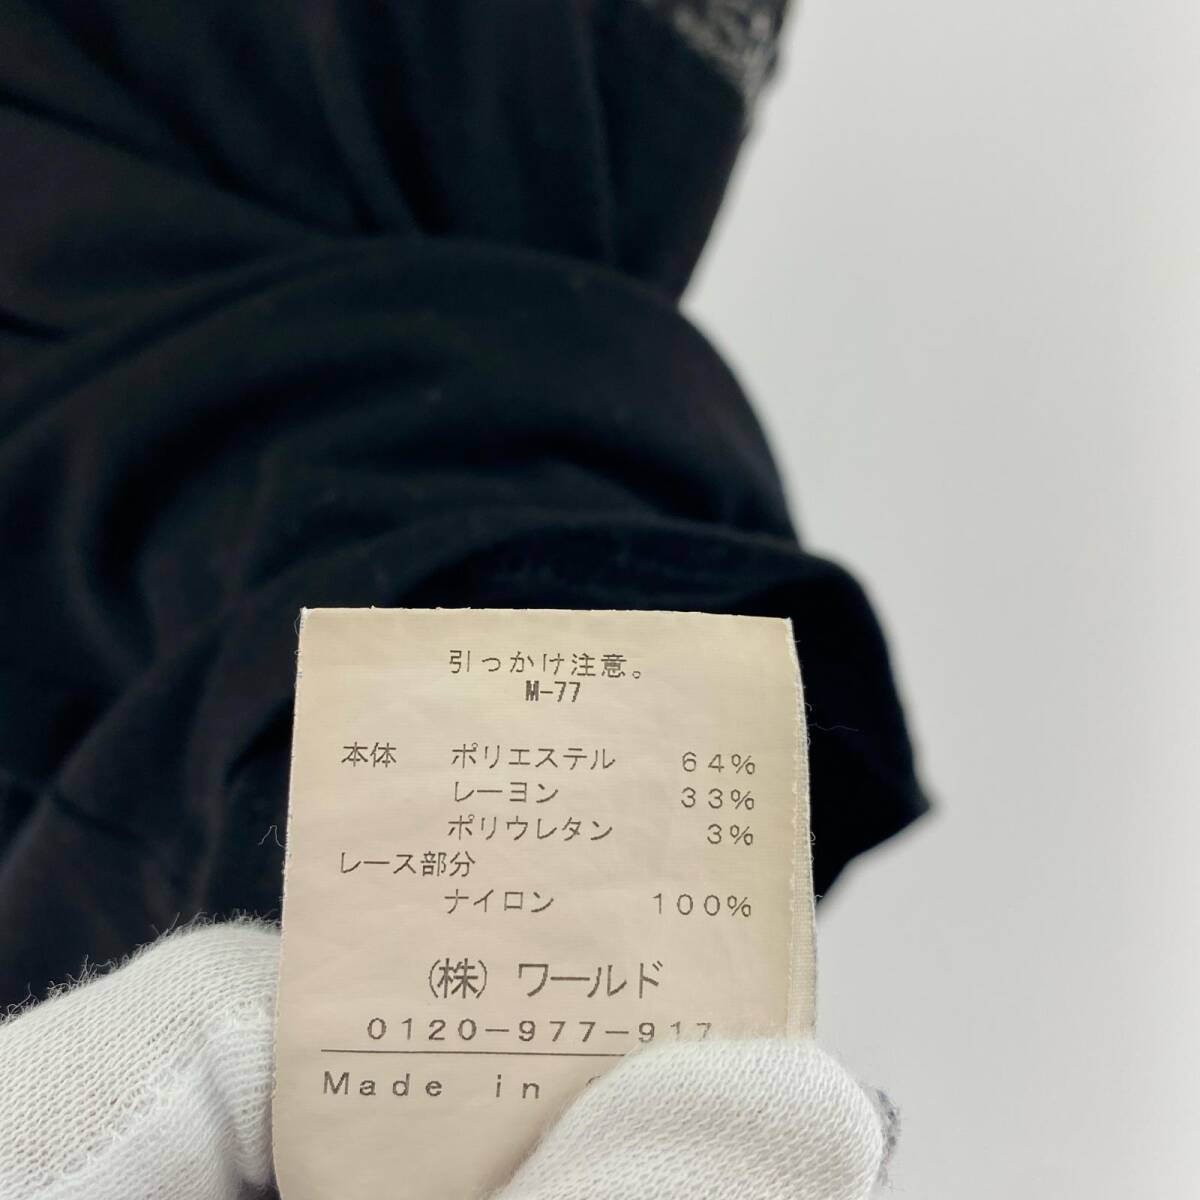 引っかけ注意。
M-77
本体 ポリエステル 64%
レーヨン 33%
ポリウレタン 3%
レース部分
ナイロン 100%
(株) ワールド
0120-977-917
Made in